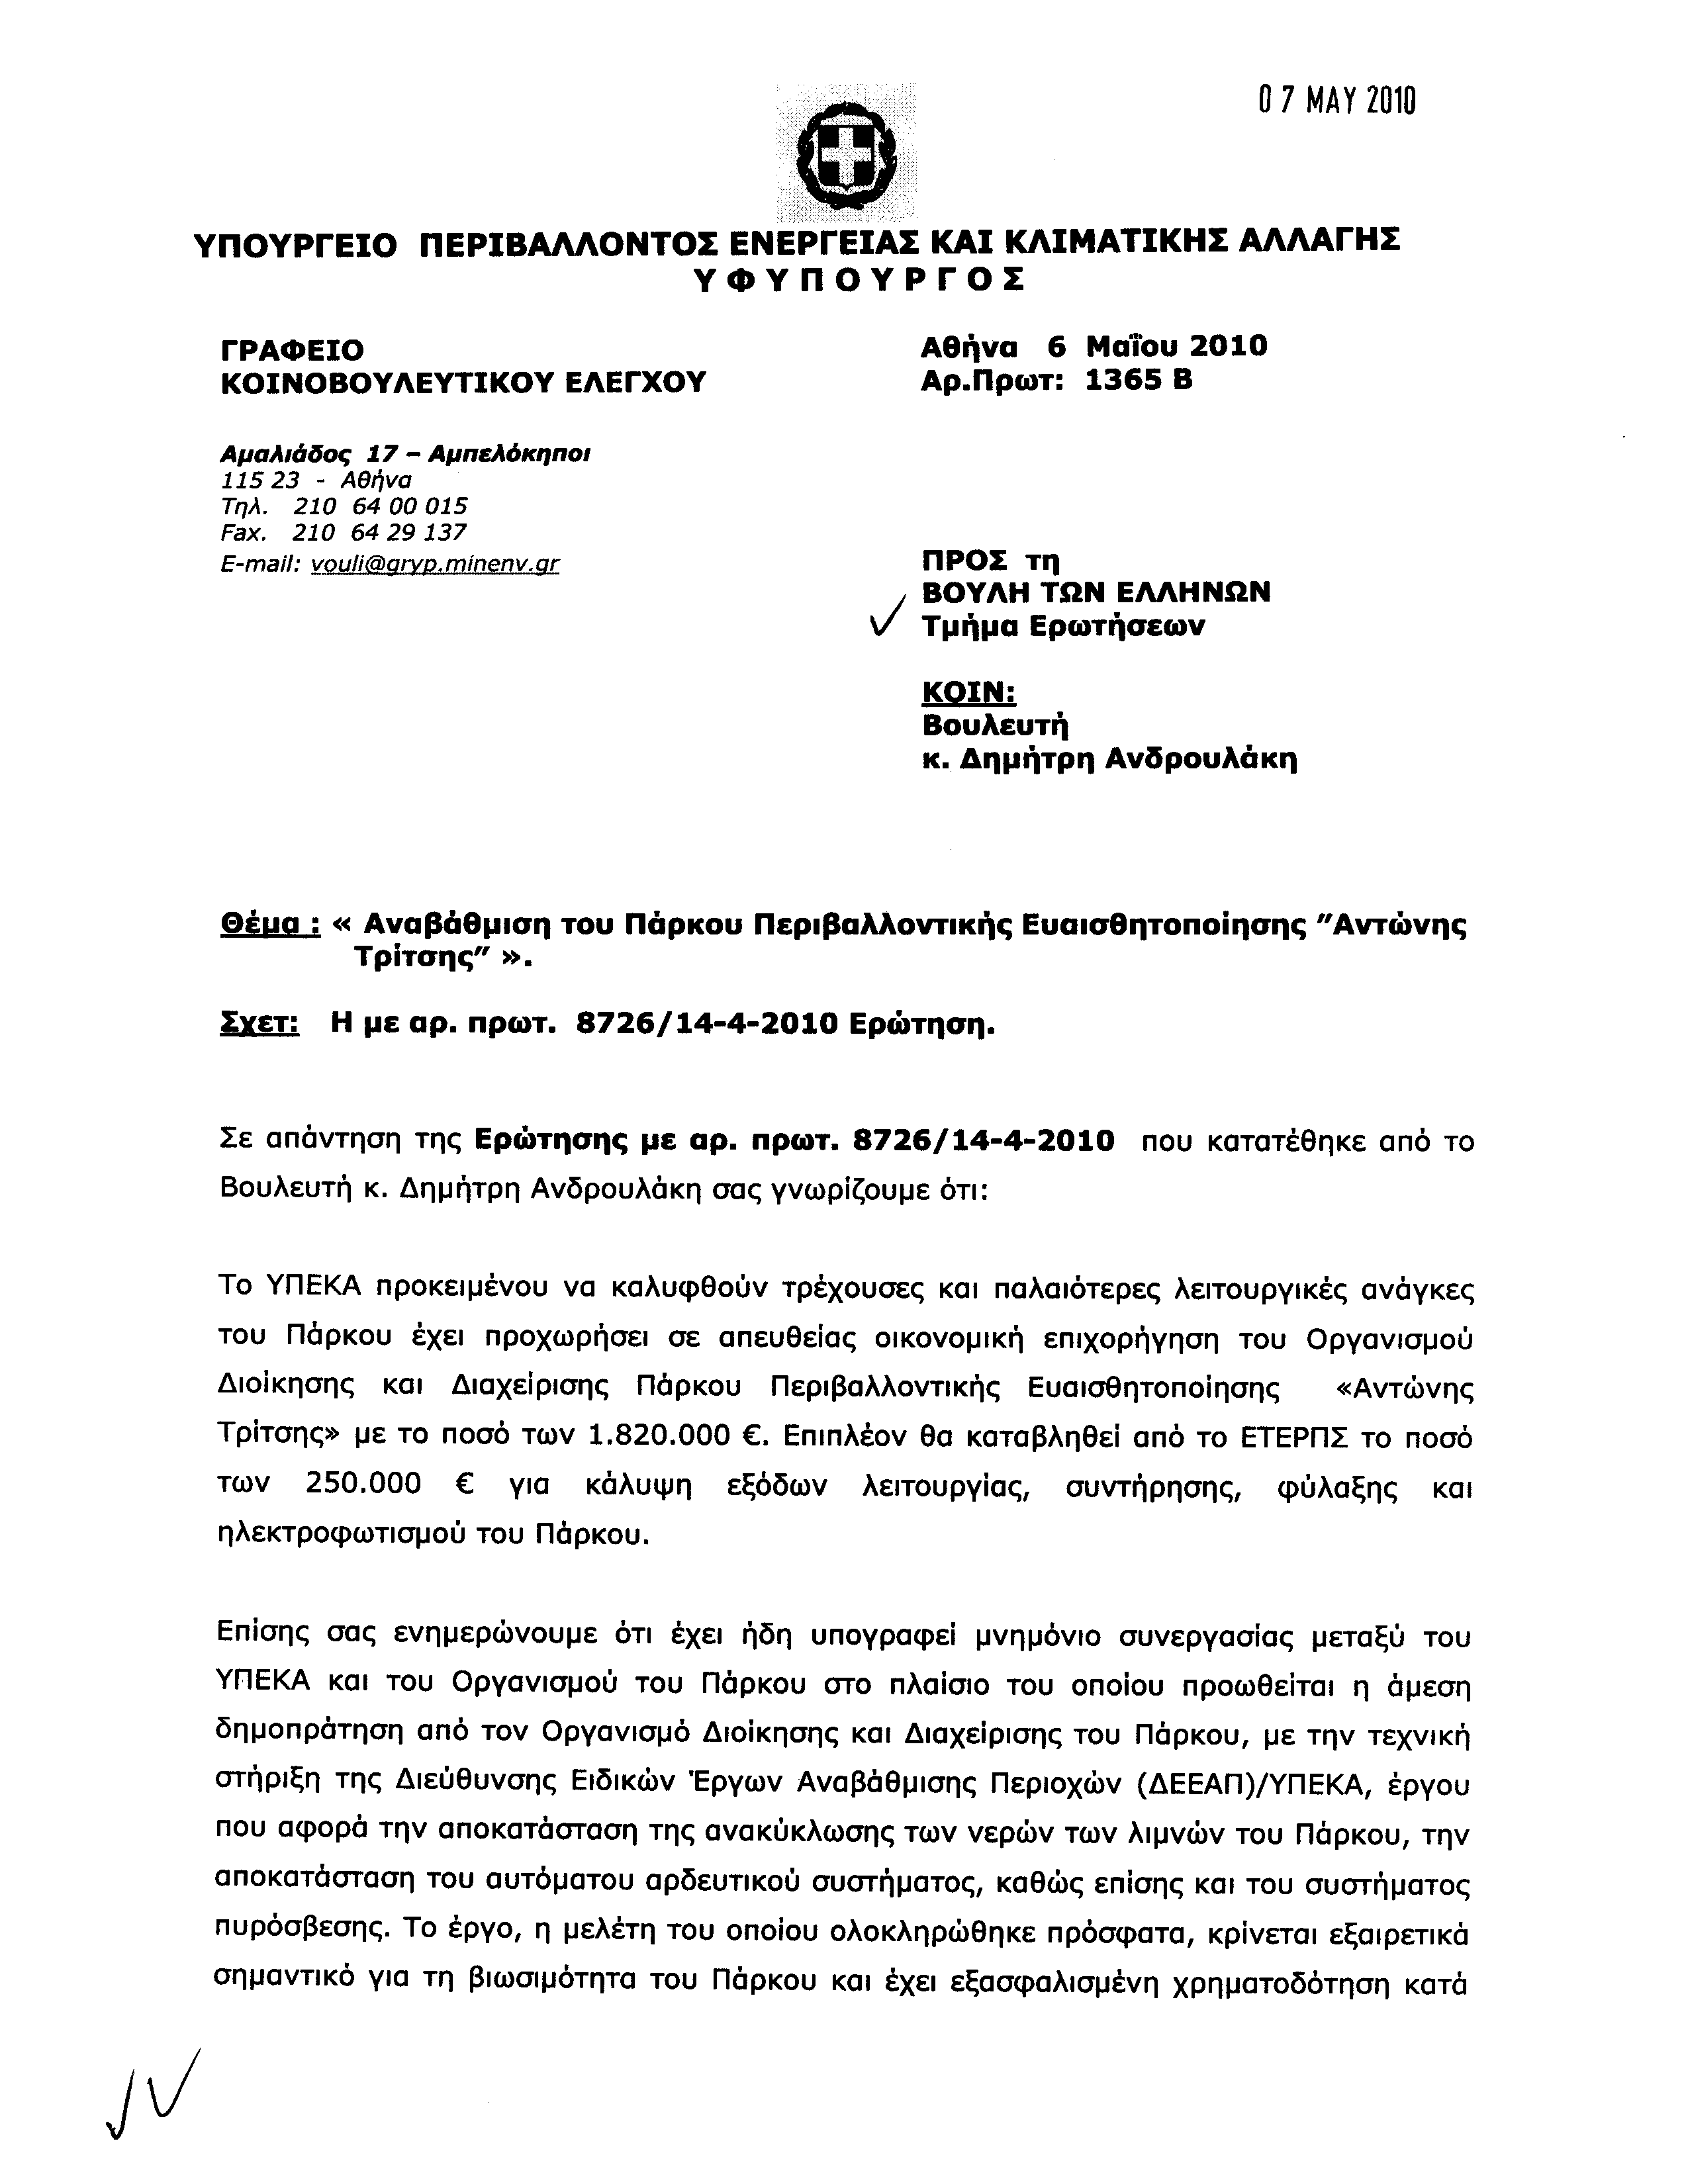 07 MAY 2010
ΥΠΟΥΡΓΕΙΟ ΠΕΡΙΒΑΛΛΟΝΤΟΣ ΕΝΕΡΓΕΙΑΣ ΚΑΙ ΚΛΙΜΑΤΙΚΗΣ ΑΛΛΑΓΗΣ
ΥΦΥΠΟΥΡΓΟΣ
ΓΡΑΦΕΙΟ
ΚΟΙΝΟΒΟΥΛΕΥΤΙΚΟΥ ΕΛΕΓΧΟΥ
Αθήνα 6 Μαΐου 2010
Αρ.Πρωτ: 1365 Β
Αμαλιάδος 17 – Αμπελόκηποι
115 23 - Αθήνα
Τηλ. 210 64 00 015
Fax. 210 64 29 137
E-mail: vouli@gryp.minenv.gr
ΠΡΟΣ τη
ΒΟΥΛΗ ΤΩΝ ΕΛΛΗΝΩΝ
Τμήμα Ερωτήσεων
ΚΟΙΝ:
Βουλευτή
κ. Δημήτρη Ανδρουλάκη
Θέμα : « Αναβάθμιση του Πάρκου Περιβαλλοντικής Ευαισθητοποίησης "Αντώνης
Τρίτσης" ».
Σχετ: Η με αρ. πρωτ. 8726/14-4-2010 Ερώτηση.
Σε απάντηση της Ερώτησης με αρ. πρωτ. 8726/14-4-2010 που κατατέθηκε από το
Βουλευτή κ. Δημήτρη Ανδρουλάκη σας γνωρίζουμε ότι:
Το ΥΠΕΚΑ προκειμένου να καλυφθούν τρέχουσες και παλαιότερες λειτουργικές ανάγκες
του Πάρκου έχει προχωρήσει σε απευθείας οικονομική επιχορήγηση του Οργανισμού
Διοίκησης και Διαχείρισης Πάρκου Περιβαλλοντικής Ευαισθητοποίησης «Αντώνης
Τρίτσης» με το ποσό των 1.820.000 €. Επιπλέον θα καταβληθεί από το ΕΤΕΡΠΣ το ποσό
των 250.000 € για κάλυψη εξόδων λειτουργίας, συντήρησης, φύλαξης και
ηλεκτροφωτισμού του Πάρκου.
Επίσης σας ενημερώνουμε ότι έχει ήδη υπογραφεί μνημόνιο συνεργασίας μεταξύ του
ΥΠΕΚΑ και του Οργανισμού του Πάρκου στο πλαίσιο του οποίου προωθείται η άμεση
δημοπράτηση από τον Οργανισμό Διοίκησης και Διαχείρισης του Πάρκου, με την τεχνική
στήριξη της Διεύθυνσης Ειδικών Έργων Αναβάθμισης Περιοχών (ΔΕΕΑΠ)/ΥΠΕΚΑ, έργου
που αφορά την αποκατάσταση της ανακύκλωσης των νερών των λιμνών του Πάρκου, την
αποκατάσταση του αυτόματου αρδευτικού συστήματος, καθώς επίσης και του συστήματος
πυρόσβεσης. Το έργο, η μελέτη του οποίου ολοκληρώθηκε πρόσφατα, κρίνεται εξαιρετικά
σημαντικό για τη βιωσιμότητα του Πάρκου και έχει εξασφαλισμένη χρηματοδότηση κατά